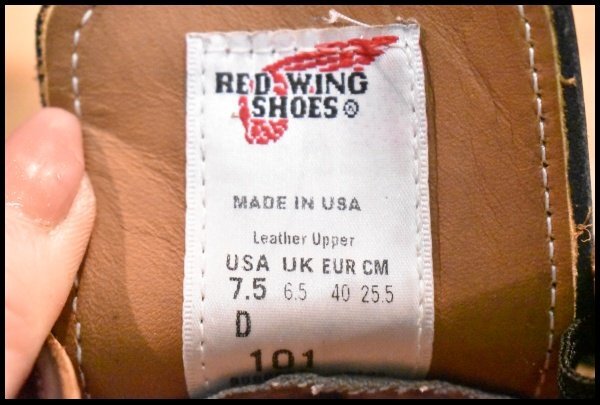 RED WING
SHOES®
MADE IN USA
Leather Upper
USA UK EUR CM
7.5 6.5 40 25.5
D
101